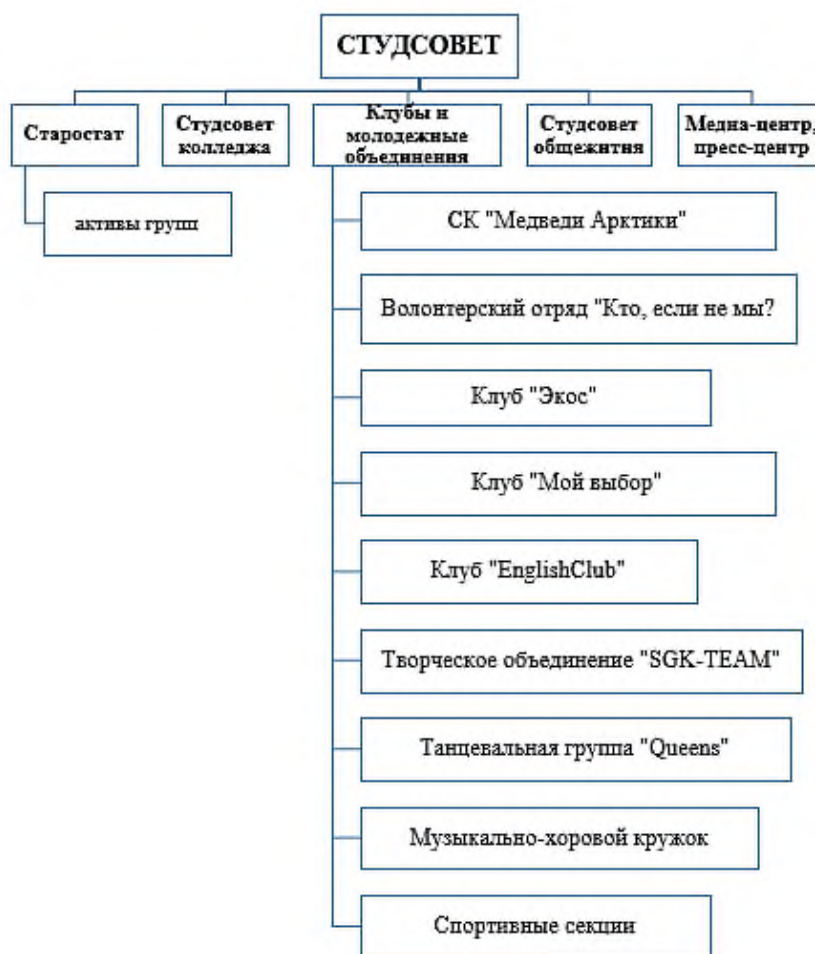 СТУДСОВЕТ
Старостат
Студсовет
колледжа
Клубы и
молодежные
объединения
Студсовет
общежития
Медиа-центр,
пресс-центр
активы групп
СК "Медведи Арктики"
Волонтерский отряд "Кто, если не мы?
Клуб "Экос"
Клуб "Мой выбор"
Клуб "EnglishClub"
Творческое объединение "SGK-TEAM"
Танцевальная группа "Queens"
Музыкально-хоровой кружок
Спортивные секции